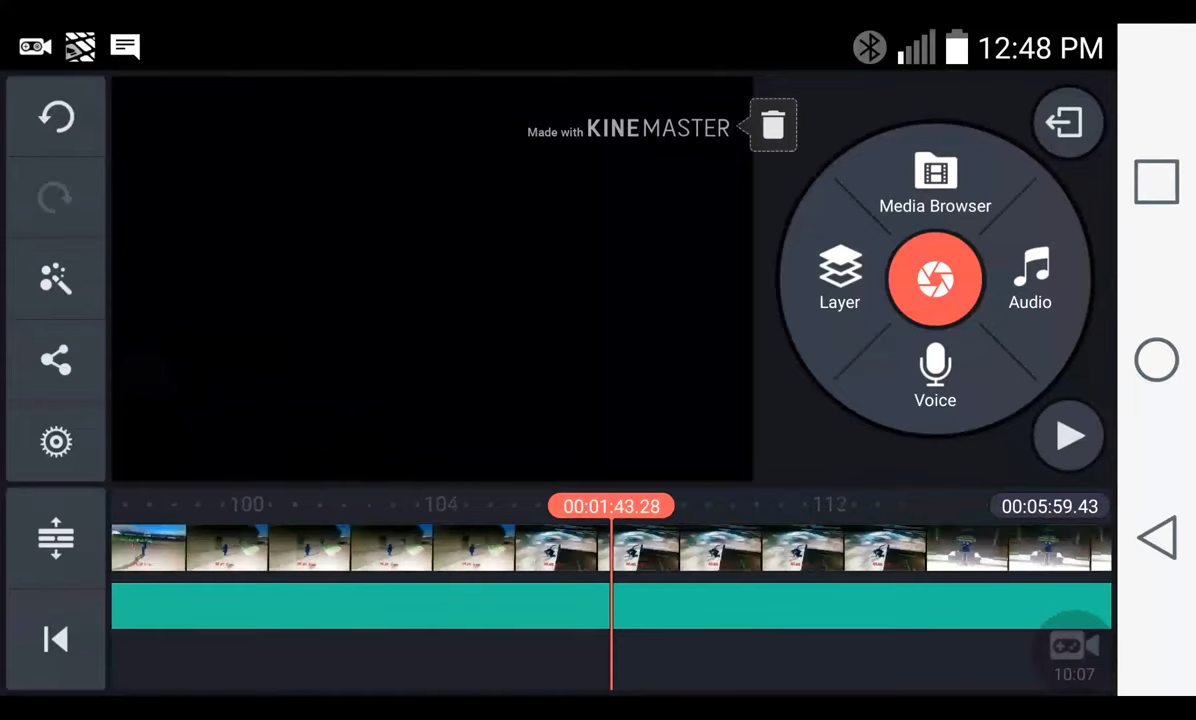 12:48 PM
Made with KINEMASTER
Media Browser
Layer
Audio
Voice
100
104
00:01:43.28
112
00:05:59.43
10:07